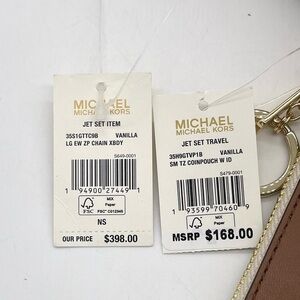 MICHAEL
MICHAEL KORS
JET SET ITEM
35S1GTTC9B VANILLA
LG EW ZP CHAIN XBDY
S649-0001
1 94900 27449 1
FSC
MIX
Paper
NS
OUR PRICE $398.00
MICHAEL
MICHAEL KORS
JET SET TRAVEL
35H9GTVP1B VANILLA
SM TZ COINPOUCH W ID
S479-0001
1 93599 70460 9
FSC
MIX
Paper
MSRP $168.00